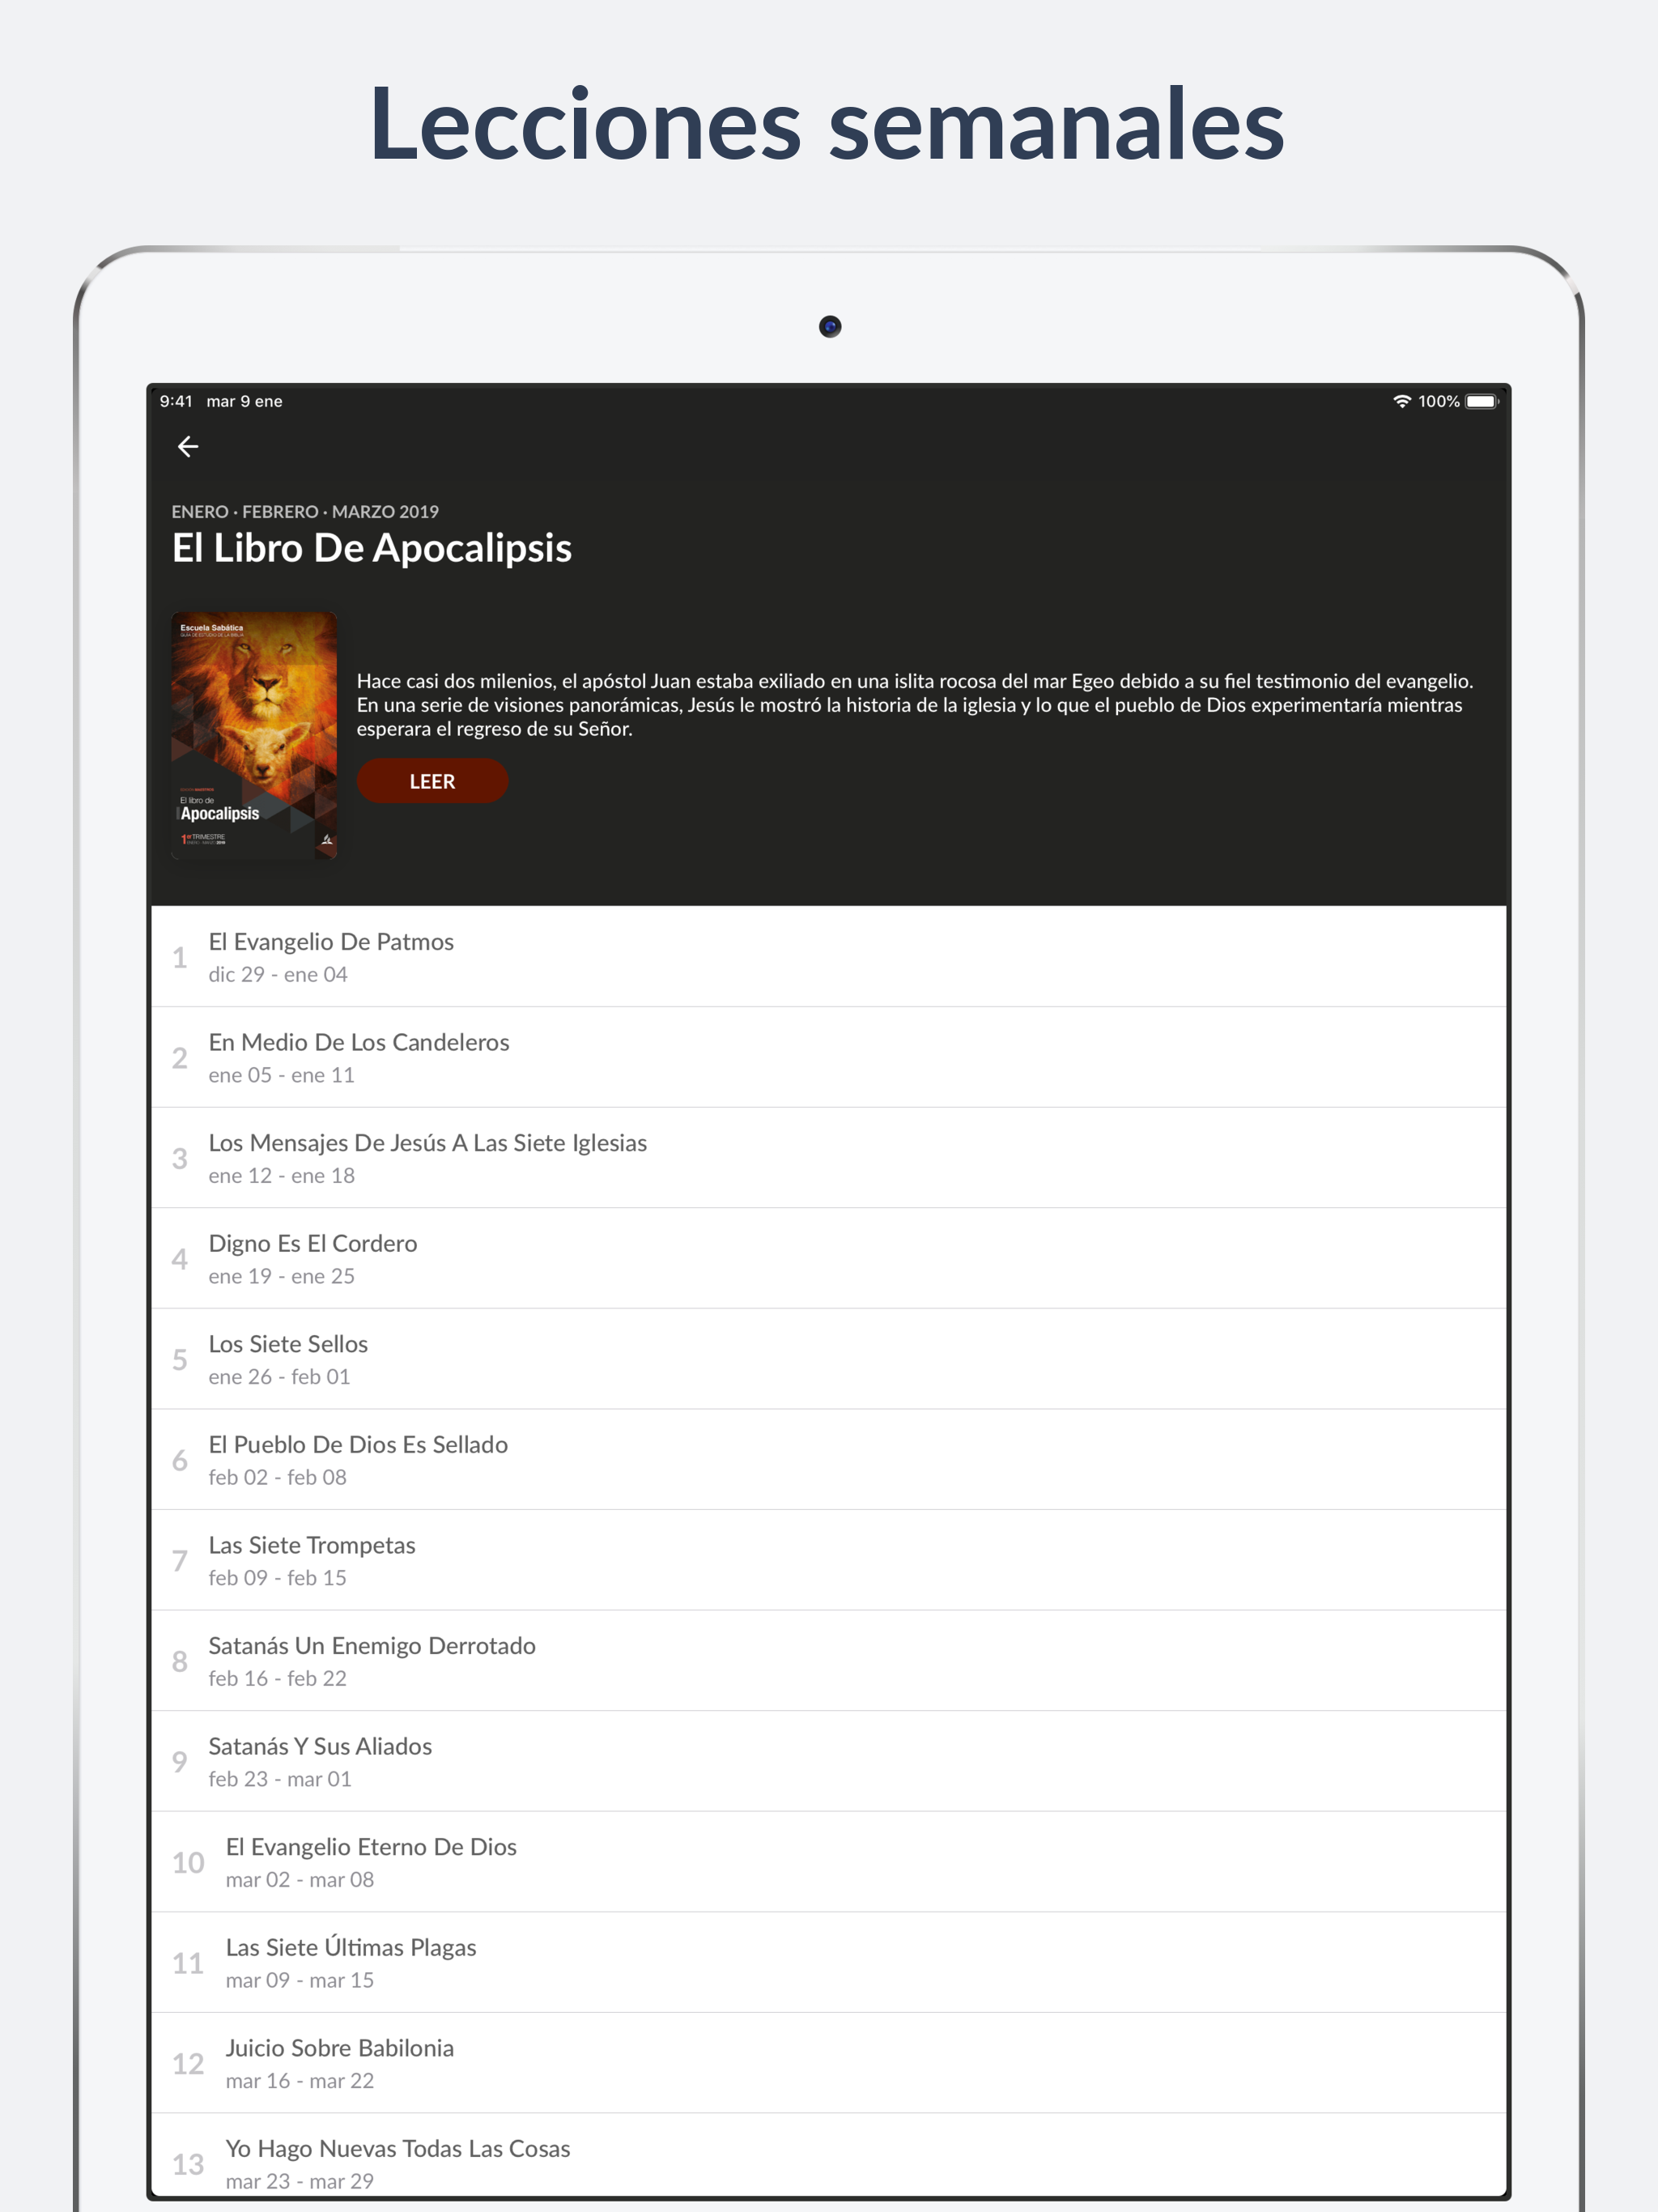 Lecciones semanales
9:41 mar 9 ene 100%
ENERO · FEBRERO · MARZO 2019
El Libro De Apocalipsis
Escuela Sabática
GUÍA DE ESTUDIO DE LA BIBLIA
El libro de
Apocalipsis
1er TRIMESTRE
ENERO - MARZO 2019
Hace casi dos milenios, el apóstol Juan estaba exiliado en una islita rocosa del mar Egeo debido a su fiel testimonio del evangelio.
En una serie de visiones panorámicas, Jesús le mostró la historia de la iglesia y lo que el pueblo de Dios experimentaría mientras
esperara el regreso de su Señor.
LEER
1 El Evangelio De Patmos
dic 29 - ene 04
2 En Medio De Los Candeleros
ene 05 - ene 11
3 Los Mensajes De Jesús A Las Siete Iglesias
ene 12 - ene 18
4 Digno Es El Cordero
ene 19 - ene 25
5 Los Siete Sellos
ene 26 - feb 01
6 El Pueblo De Dios Es Sellado
feb 02 - feb 08
7 Las Siete Trompetas
feb 09 - feb 15
8 Satanás Un Enemigo Derrotado
feb 16 - feb 22
9 Satanás Y Sus Aliados
feb 23 - mar 01
10 El Evangelio Eterno De Dios
mar 02 - mar 08
11 Las Siete Últimas Plagas
mar 09 - mar 15
12 Juicio Sobre Babilonia
mar 16 - mar 22
13 Yo Hago Nuevas Todas Las Cosas
mar 23 - mar 29